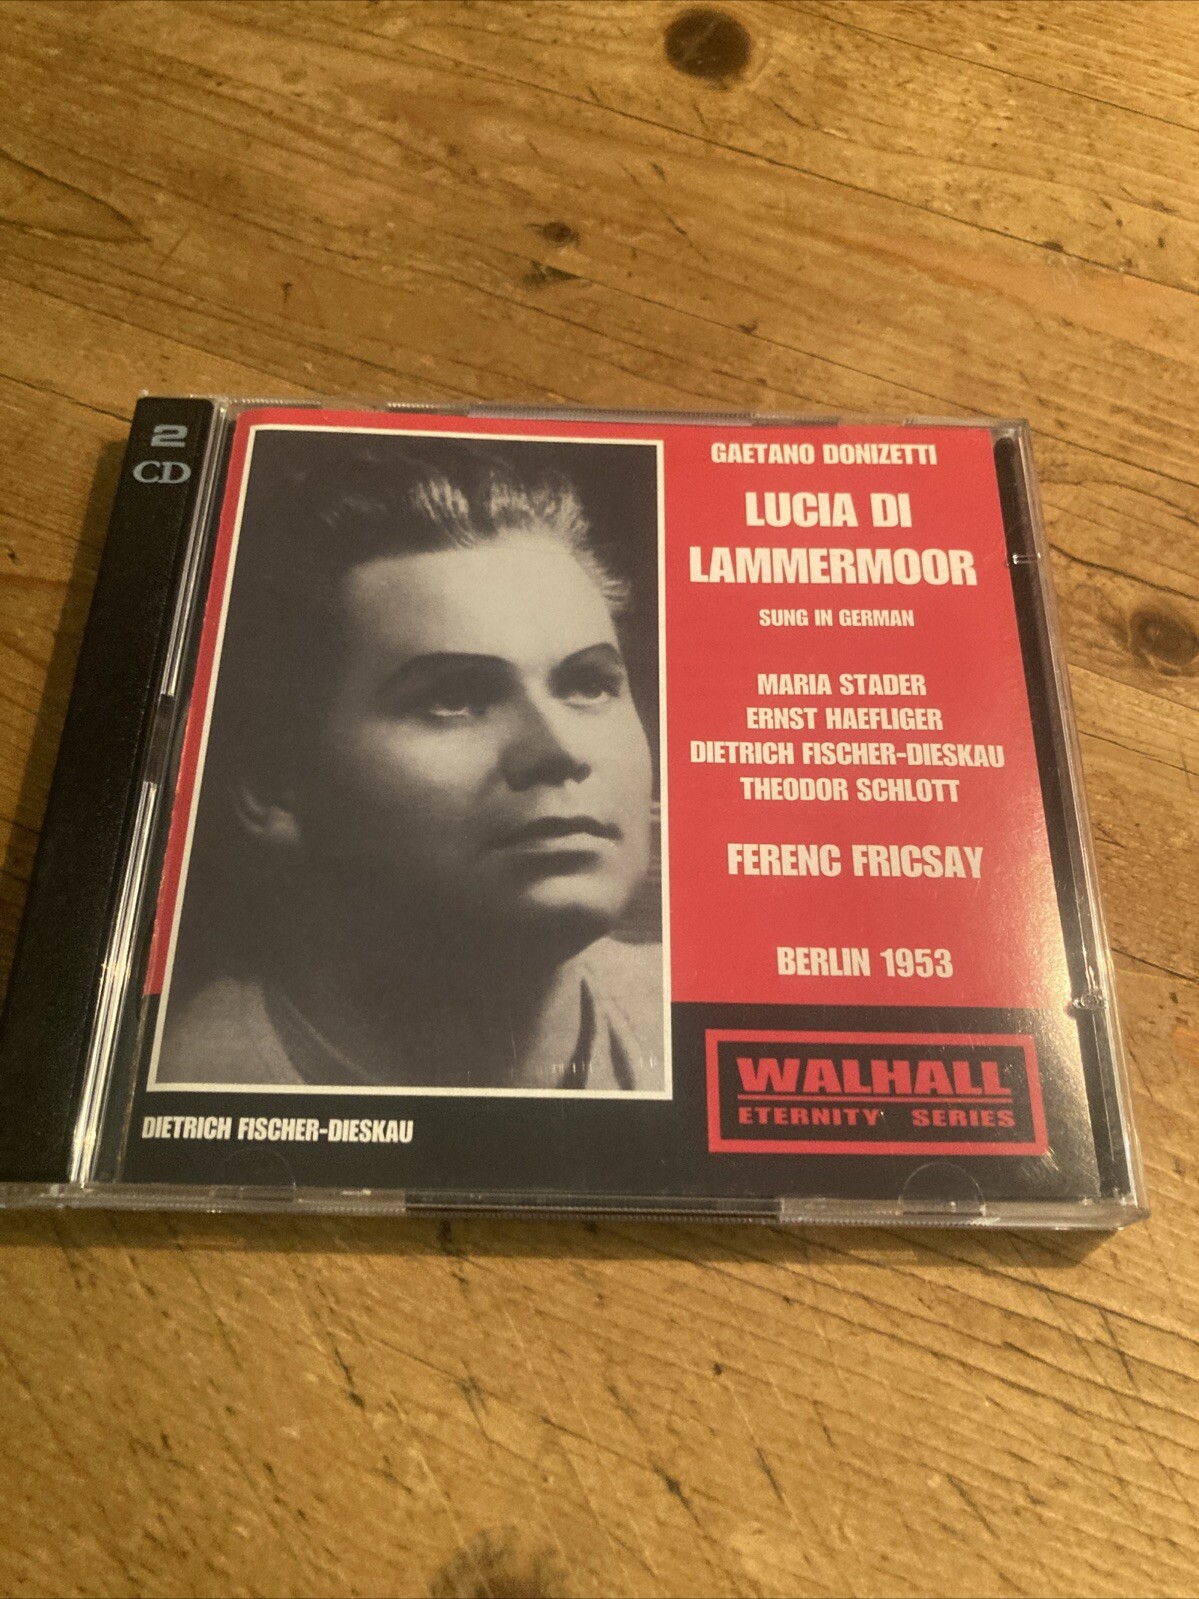 2
CD
GAETANO DONIZETTI
LUCIA DI
LAMMERMOOR
SUNG IN GERMAN
MARIA STADER
ERNST HAEFLIGER
DIETRICH FISCHER-DIESKAU
THEODOR SCHLOTT
FERENC FRICSAY
BERLIN 1953
WALHALL
ETERNITY SERIES
DIETRICH FISCHER-DIESKAU